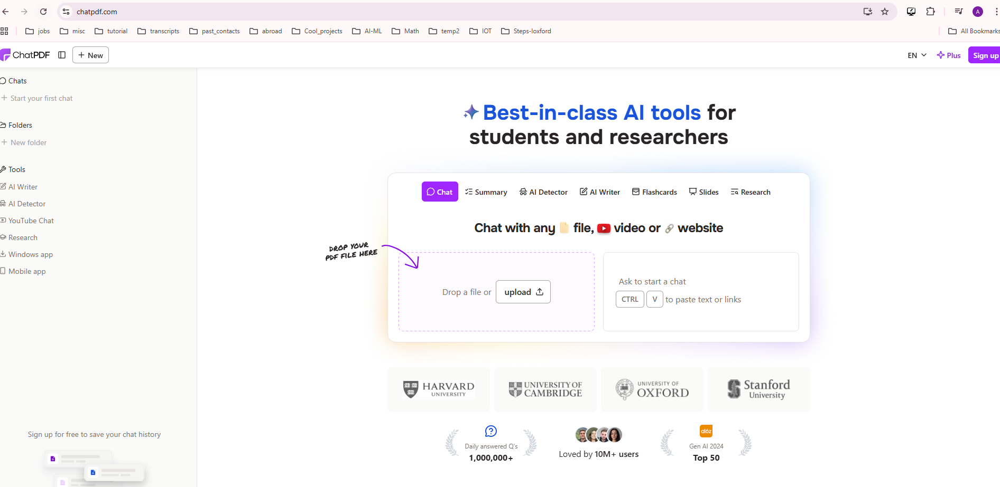 chatpdf.com
A
jobs
misc
tutorial
transcripts
past_contacts
abroad
Cool_projects
AI-ML
Math
temp2
IOT
Steps-loxford
All Bookmarks
ChatPDF
New
EN
Plus
Sign up
Chats
Start your first chat
Folders
New folder
Tools
AI Writer
AI Detector
YouTube Chat
Research
Windows app
Mobile app
Sign up for free to save your chat history
Best-in-class AI tools for
students and researchers
Chat
Summary
AI Detector
AI Writer
Flashcards
Slides
Research
Chat with any file, video or website
DROP YOUR
PDF FILE HERE
Drop a file or upload
Ask to start a chat
CTRL V to paste text or links
HARVARD
UNIVERSITY
UNIVERSITY OF
CAMBRIDGE
UNIVERSITY OF
OXFORD
Stanford
University
Daily answered Q's
1,000,000+
Loved by 10M+ users
a16z
Gen AI 2024
Top 50